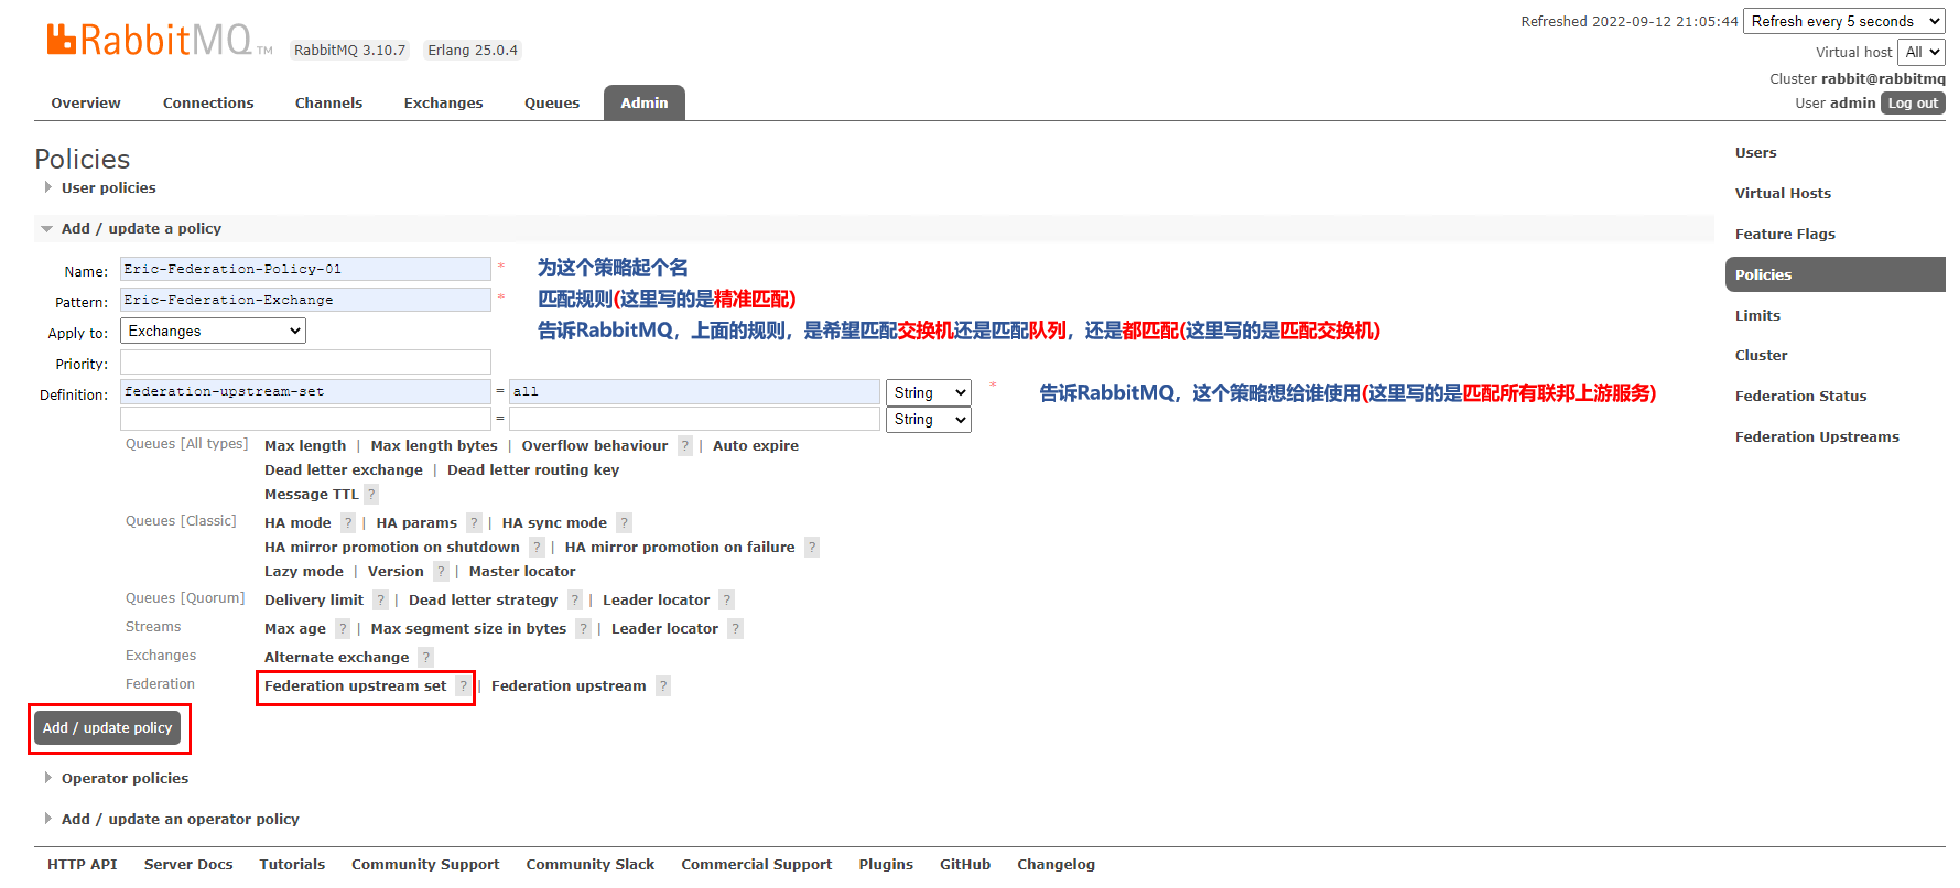 RabbitMQ TM RabbitMQ 3.10.7 Erlang 25.0.4
Refreshed 2022-09-12 21:05:44 Refresh every 5 seconds
Virtual host All
Cluster rabbit@rabbitmq
User admin Log out
Overview Connections Channels Exchanges Queues Admin
Policies
User policies
Add / update a policy
Name: Eric-Federation-Policy-01 * 为这个策略起个名
Pattern: Eric-Federation-Exchange * 匹配规则(这里写的是精准匹配)
Apply to: Exchanges 告诉RabbitMQ，上面的规则，是希望匹配交换机还是匹配队列，还是都匹配(这里写的是匹配交换机)
Priority:
Definition: federation-upstream-set = all String * 告诉RabbitMQ，这个策略想给谁使用(这里写的是匹配所有联邦上游服务)
= String
Queues [All types] Max length | Max length bytes | Overflow behaviour ? | Auto expire
Dead letter exchange | Dead letter routing key
Message TTL ?
Queues [Classic] HA mode ? | HA params ? | HA sync mode ?
HA mirror promotion on shutdown ? | HA mirror promotion on failure ?
Lazy mode | Version ? | Master locator
Queues [Quorum] Delivery limit ? | Dead letter strategy ? | Leader locator ?
Streams Max age ? | Max segment size in bytes ? | Leader locator ?
Exchanges Alternate exchange ?
Federation Federation upstream set ? | Federation upstream ?
Add / update policy
Operator policies
Add / update an operator policy
Users
Virtual Hosts
Feature Flags
Policies
Limits
Cluster
Federation Status
Federation Upstreams
HTTP API Server Docs Tutorials Community Support Community Slack Commercial Support Plugins GitHub Changelog